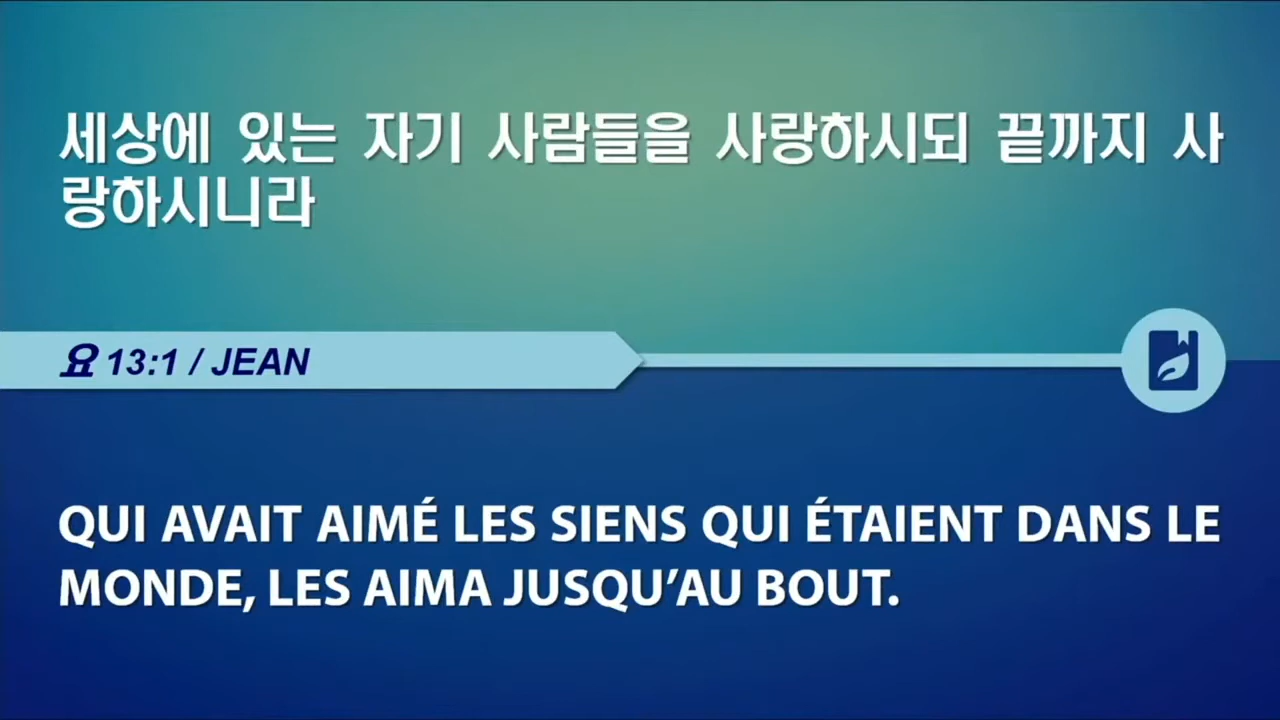 세상에 있는 자기 사람들을 사랑하시되 끝까지 사
랑하시니라
요 13:1 / JEAN
QUI AVAIT AIMÉ LES SIENS QUI ÉTAIENT DANS LE
MONDE, LES AIMA JUSQU’AU BOUT.